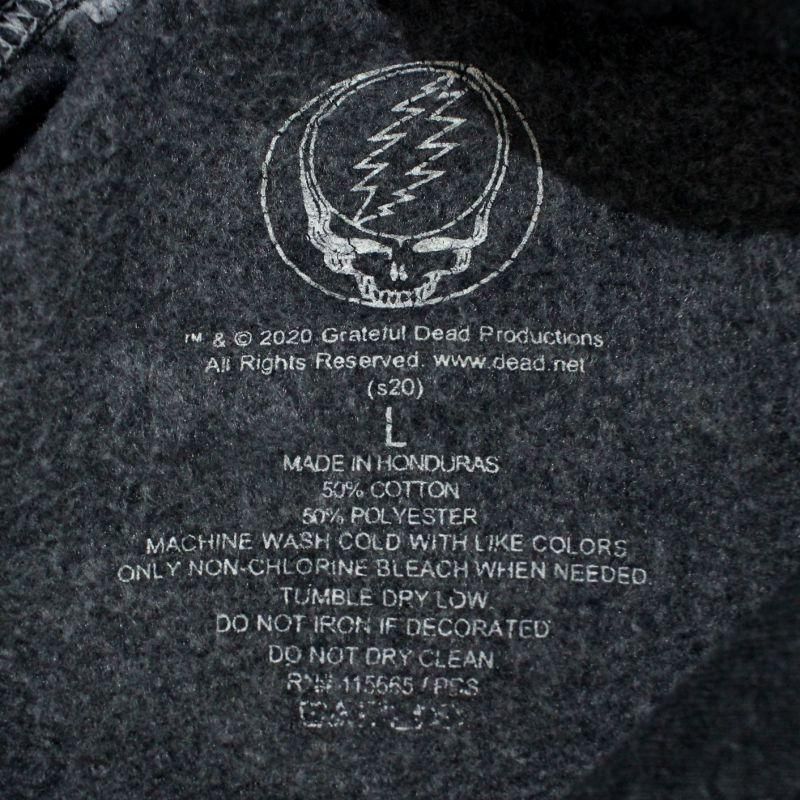 ™ & © 2020 Grateful Dead Productions
All Rights Reserved. www.dead.net
(s20)
L
MADE IN HONDURAS
50% COTTON
50% POLYESTER
MACHINE WASH COLD WITH LIKE COLORS
ONLY NON-CHLORINE BLEACH WHEN NEEDED
TUMBLE DRY LOW.
DO NOT IRON IF DECORATED
DO NOT DRY CLEAN
115665 /